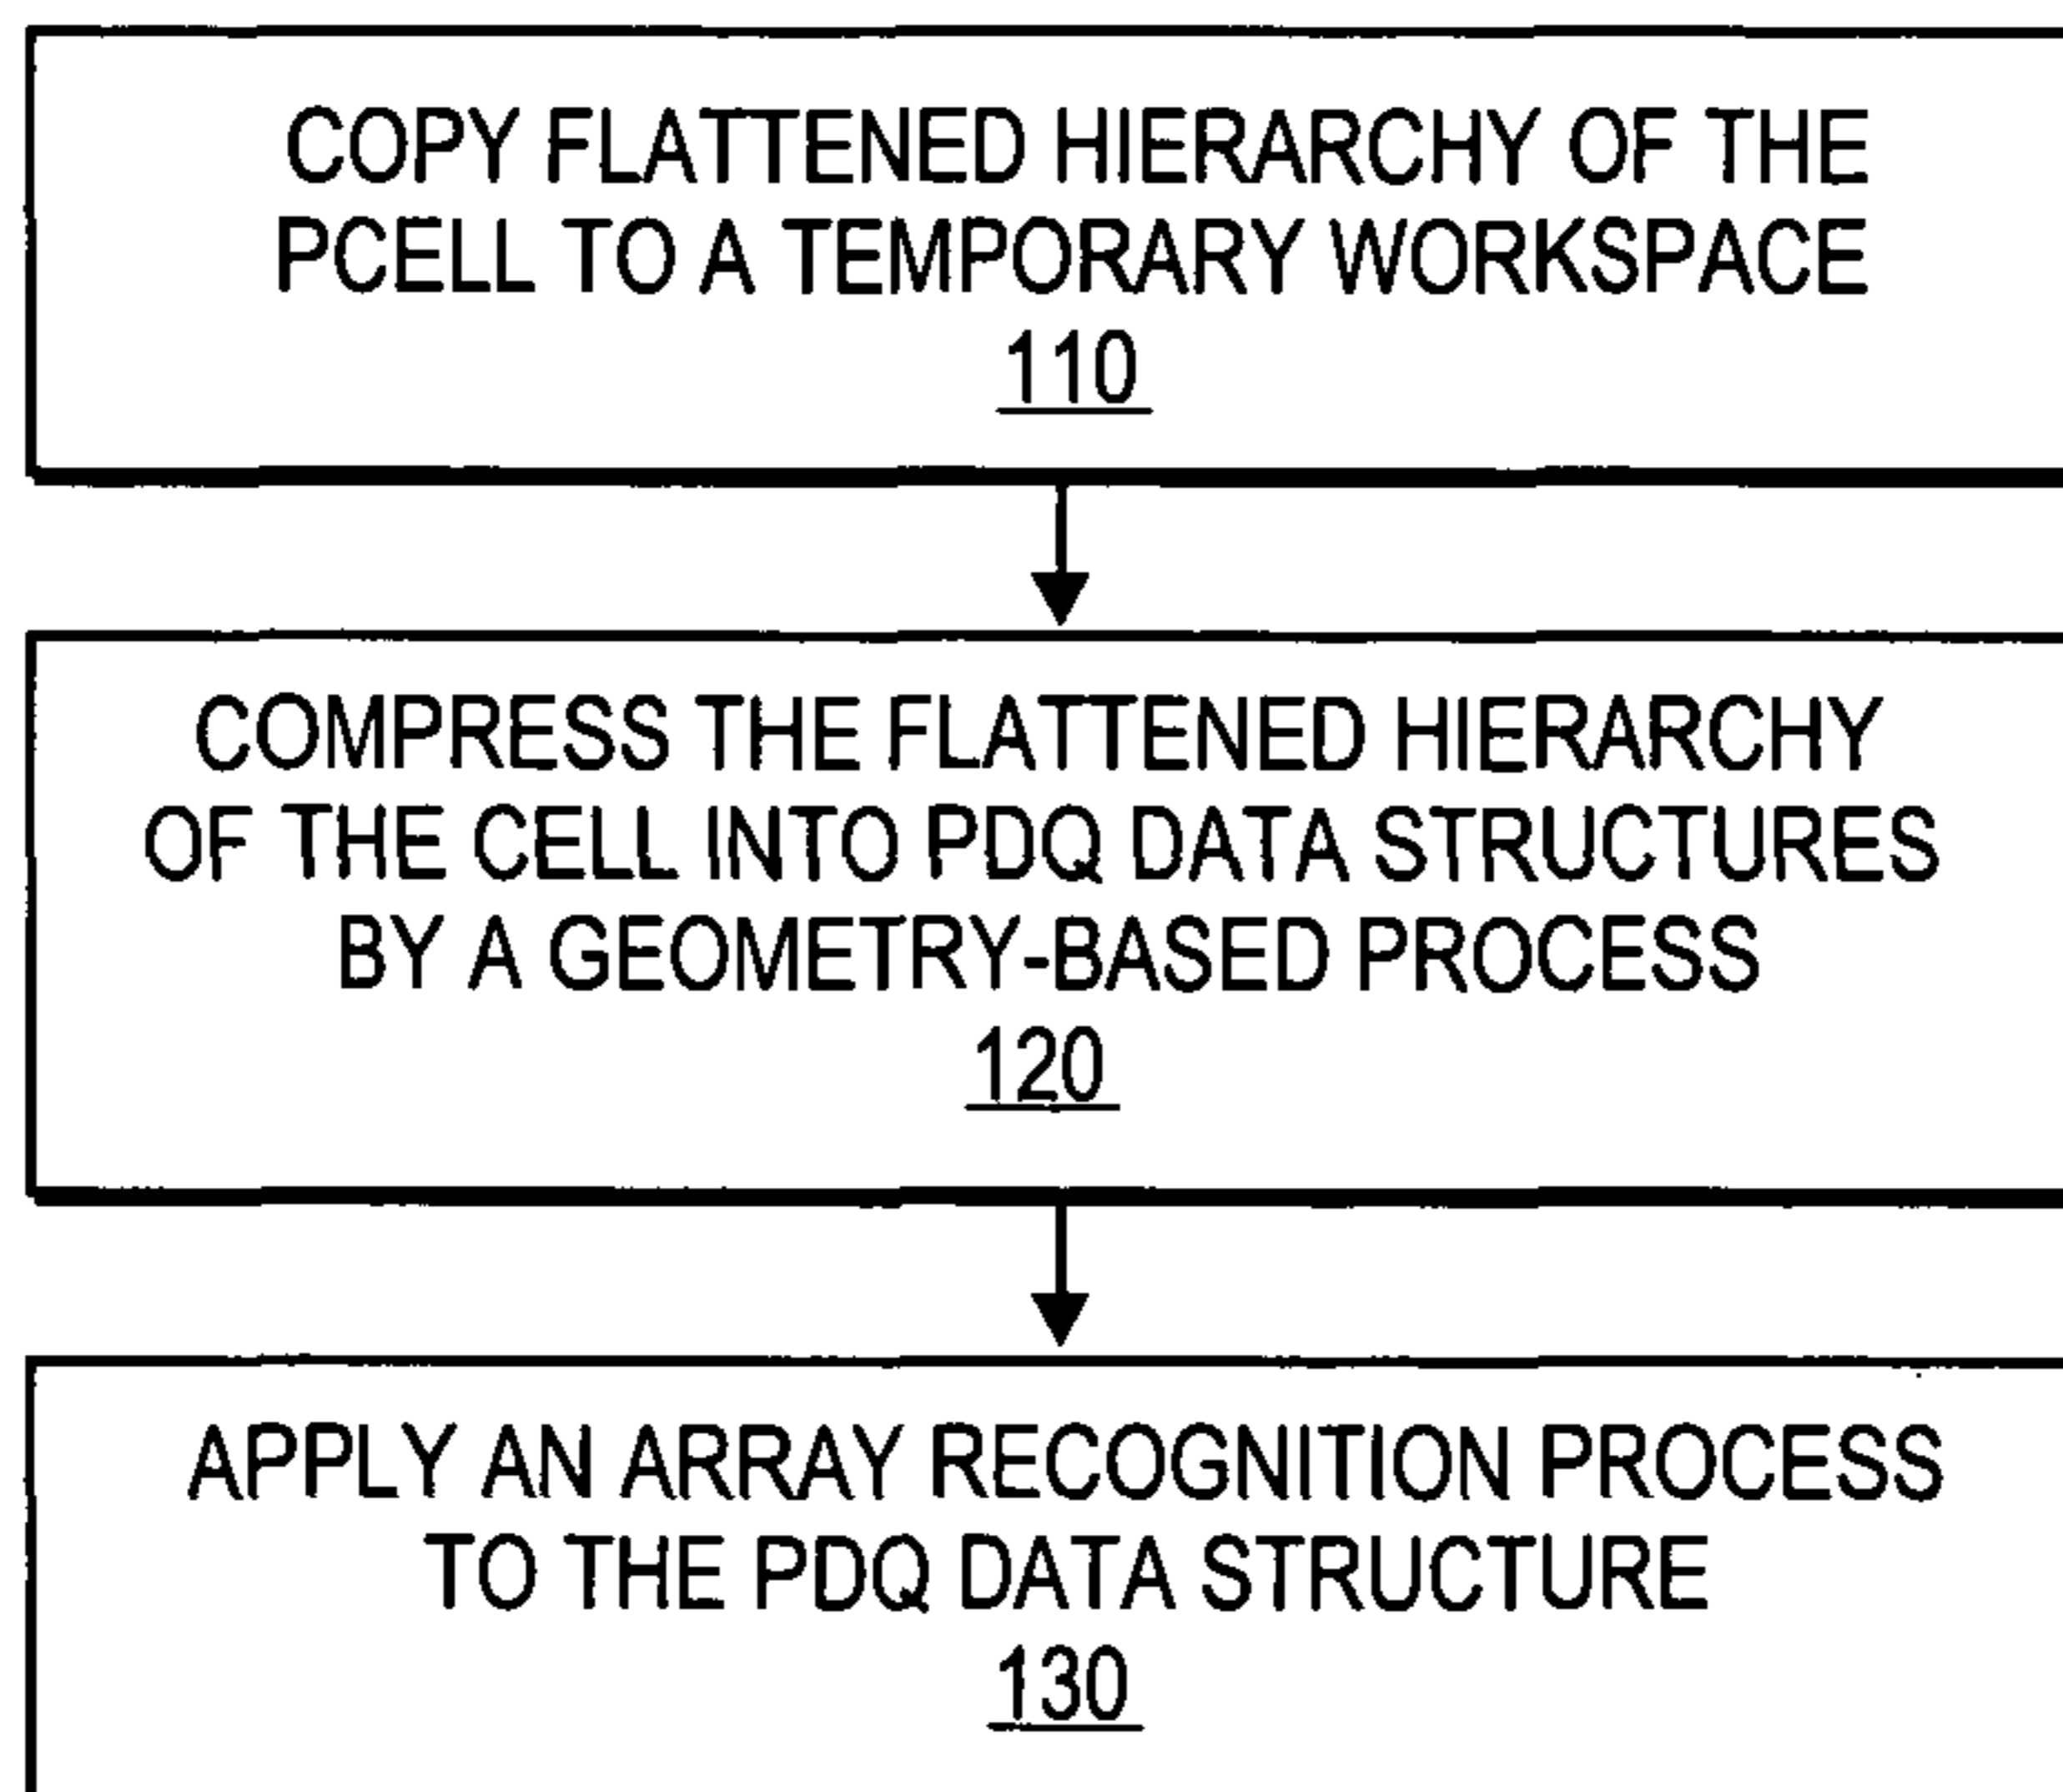 COPY FLATTENED HIERARCHY OF THE
PCELL TO A TEMPORARY WORKSPACE
110
COMPRESS THE FLATTENED HIERARCHY
OF THE CELL INTO PDQ DATA STRUCTURES
BY A GEOMETRY-BASED PROCESS
120
APPLY AN ARRAY RECOGNITION PROCESS
TO THE PDQ DATA STRUCTURE
130